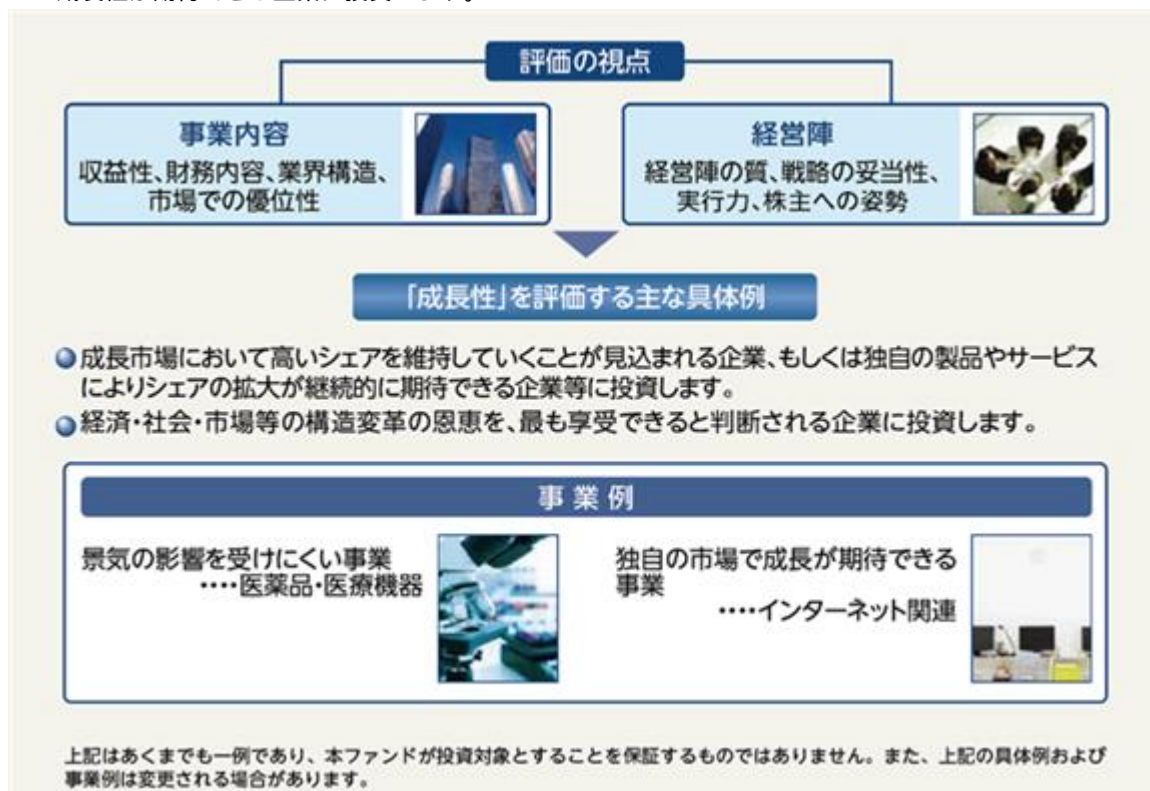 評価の視点
事業内容
収益性、財務内容、業界構造、
市場での優位性
経営陣
経営陣の質、戦略の妥当性、
実行力、株主への姿勢
「成長性」を評価する主な具体例
成長市場において高いシェアを維持していくことが見込まれる企業、もしくは独自の製品やサービス
によりシェアの拡大が継続的に期待できる企業等に投資します。
経済・社会・市場等の構造変革の恩恵を、最も享受できると判断される企業に投資します。
事業例
景気の影響を受けにくい事業
‥‥医薬品・医療機器
独自の市場で成長が期待できる
事業
‥‥インターネット関連
上記はあくまでも一例であり、本ファンドが投資対象とすることを保証するものではありません。また、上記の具体例および
事業例は変更される場合があります。